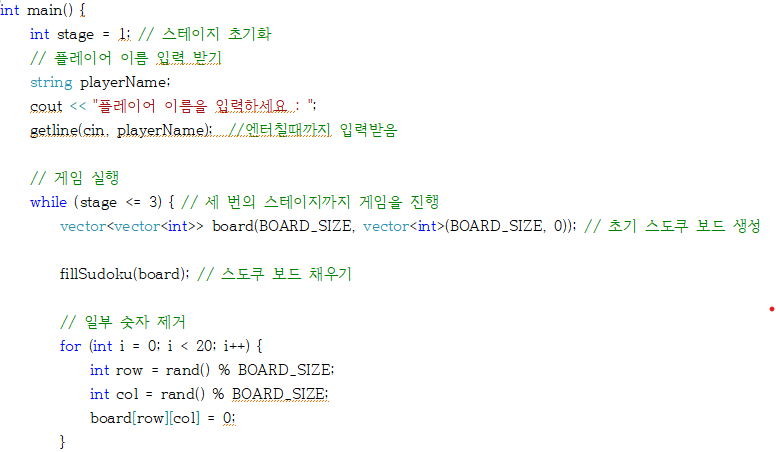 int main() {
int stage = 1; // 스테이지 초기화
// 플레이어 이름 입력 받기
string playerName;
cout << "플레이어 이름을 입력하세요 : ";
getline(cin, playerName); //엔터칠때까지 입력받음
// 게임 실행
while (stage <= 3) { // 세 번의 스테이지까지 게임을 진행
vector<vector<int>> board(BOARD_SIZE, vector<int>(BOARD_SIZE, 0)); // 초기 스도쿠 보드 생성
fillSudoku(board); // 스도쿠 보드 채우기
// 일부 숫자 제거
for (int i = 0; i < 20; i++) {
int row = rand() % BOARD_SIZE;
int col = rand() % BOARD_SIZE;
board[row][col] = 0;
}